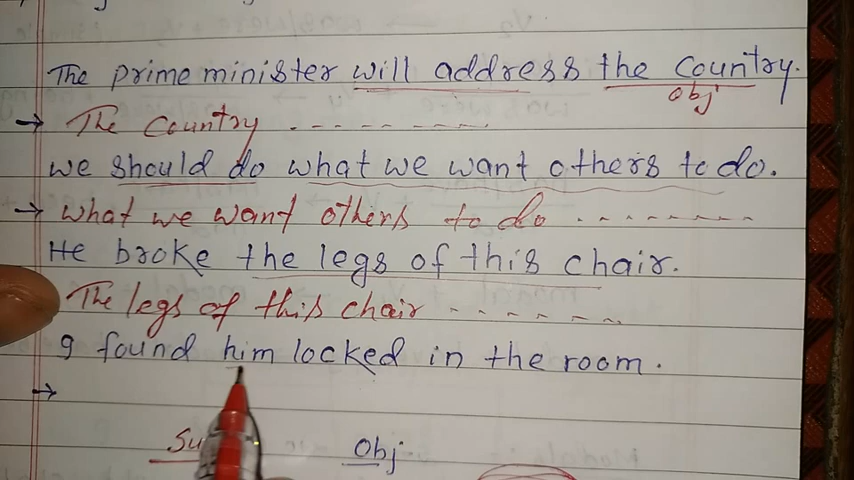 The prime minister will address the country.
Obj
→ The Country - - - - - - - - -
we should do what we want others to do.
→ what we want others to do - - - - - - - -
He broke the legs of this chair.
The legs of this chair - - - - - - -
I found him locked in the room.
→
Su
Obj